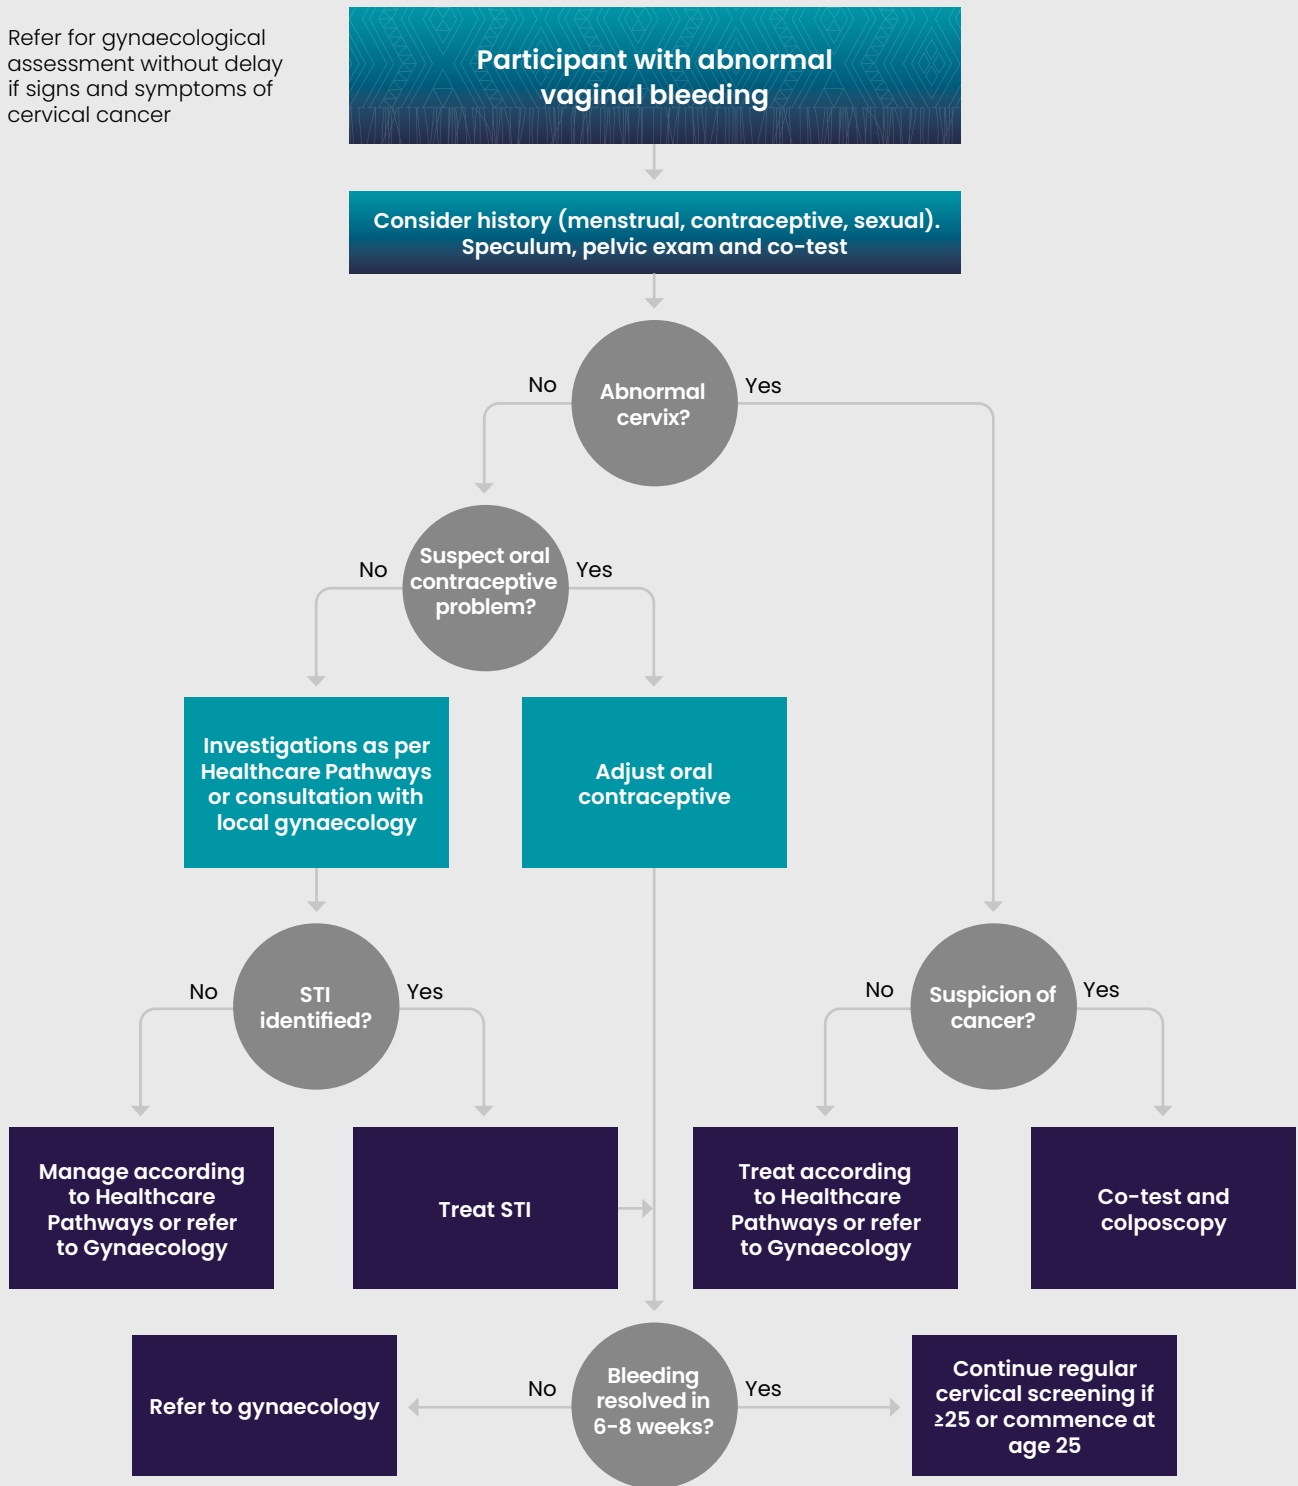 Refer for gynaecological
assessment without delay
if signs and symptoms of
cervical cancer
Participant with abnormal
vaginal bleeding
Consider history (menstrual, contraceptive, sexual).
Speculum, pelvic exam and co-test
No
Abnormal
cervix?
Yes
No
Suspect oral
contraceptive
problem?
Yes
Investigations as per
Healthcare Pathways
or consultation with
local gynaecology
Adjust oral
contraceptive
No
STI
identified?
Yes
No
Suspicion of
cancer?
Yes
Manage according
to Healthcare
Pathways or refer
to Gynaecology
Treat STI
Treat according
to Healthcare
Pathways or refer
to Gynaecology
Co-test and
colposcopy
Refer to gynaecology
No
Bleeding
resolved in
6-8 weeks?
Yes
Continue regular
cervical screening if
≥25 or commence at
age 25